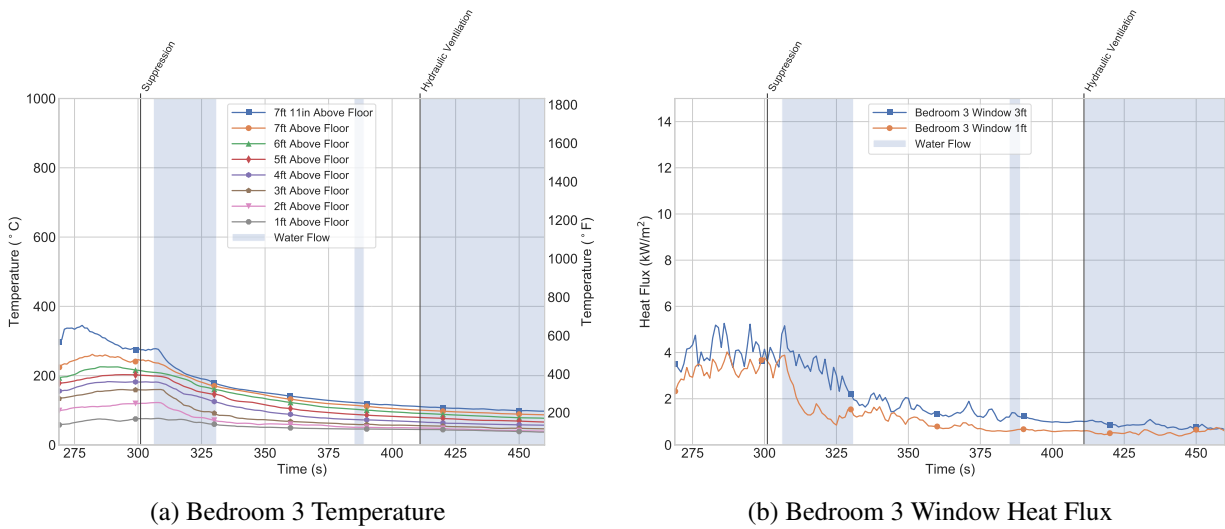 Suppression
Hydraulic Ventilation
1000
800
600
400
200
0
1800
1600
1400
1200
1000
800
600
400
200
Temperature (°C)
Temperature (°F)
7ft 11in Above Floor
7ft Above Floor
6ft Above Floor
5ft Above Floor
4ft Above Floor
3ft Above Floor
2ft Above Floor
1ft Above Floor
Water Flow
275 300 325 350 375 400 425 450
Time (s)
(a) Bedroom 3 Temperature
Suppression
Hydraulic Ventilation
14
12
10
8
6
4
2
0
Heat Flux (kW/m²)
Bedroom 3 Window 3ft
Bedroom 3 Window 1ft
Water Flow
275 300 325 350 375 400 425 450
Time (s)
(b) Bedroom 3 Window Heat Flux